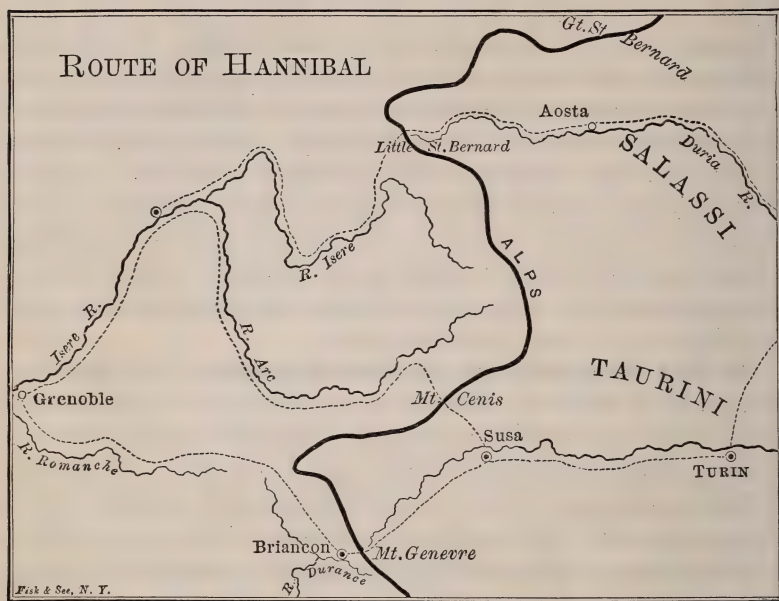 ROUTE OF HANNIBAL
Gt. St. Bernard
Aosta
Little St. Bernard
Duria R.
SALASSI
R. Isere
ALPS
Isere R.
R. Arc
TAURINI
Grenoble
Mt. Cenis
Susa
R. Romanche
TURIN
Briancon
Mt. Genevre
R. Durance
Fisk & See, N. Y.